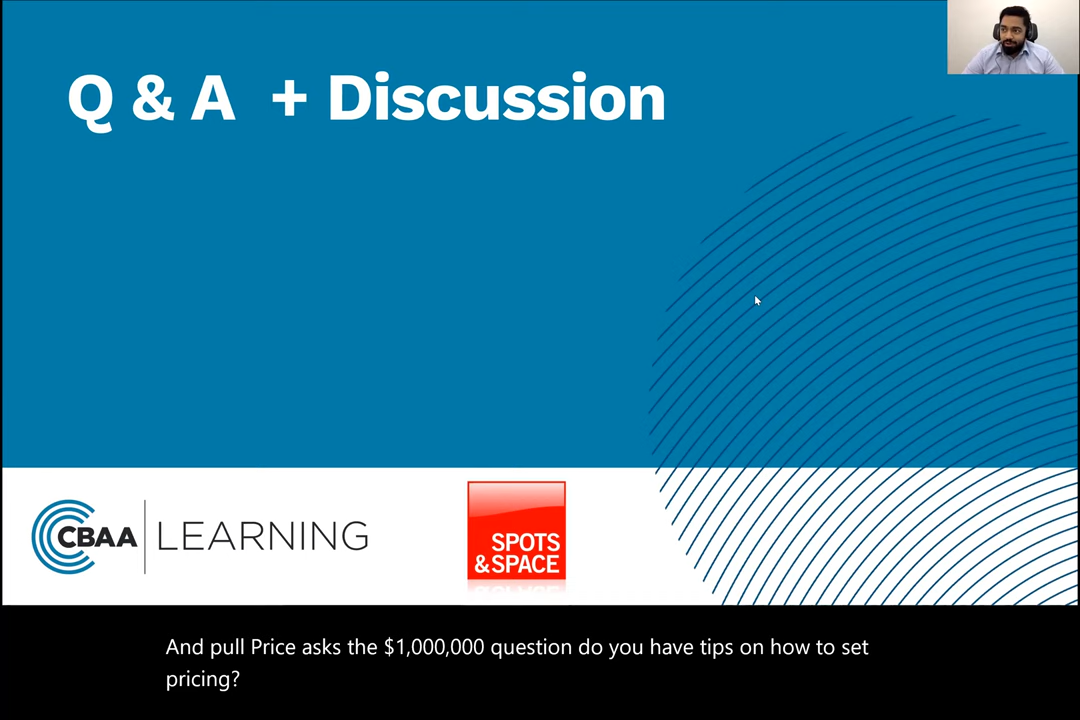 Q & A + Discussion
CBAA LEARNING
SPOTS
&SPACE
And pull Price asks the $1,000,000 question do you have tips on how to set
pricing?